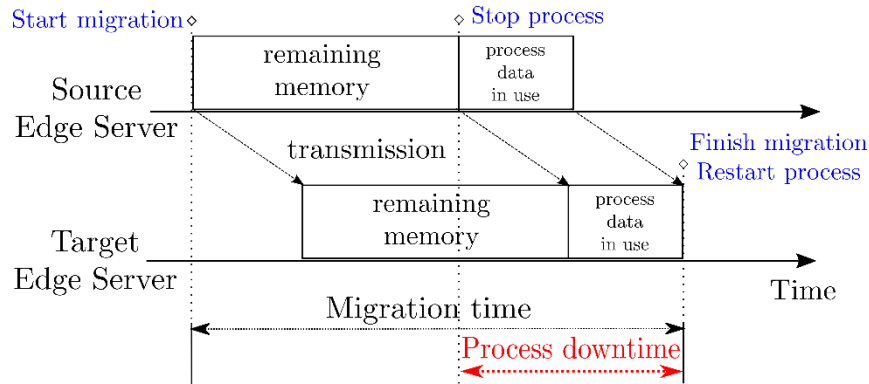 Start migration
Stop process
remaining
memory
process
data
in use
Source
Edge Server
transmission
Finish migration
Restart process
remaining
memory
process
data
in use
Target
Edge Server
Time
Migration time
Process downtime